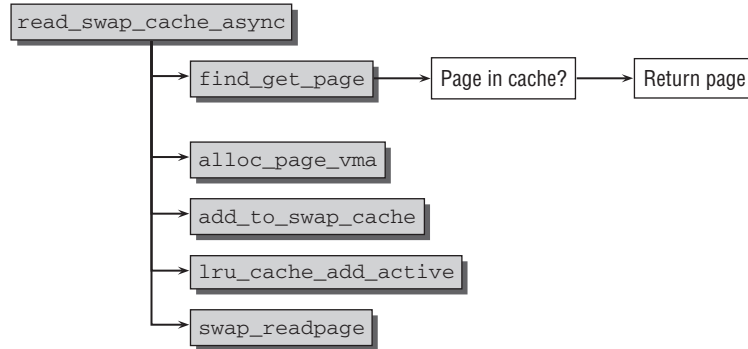 read_swap_cache_async
find_get_page
Page in cache?
Return page
alloc_page_vma
add_to_swap_cache
lru_cache_add_active
swap_readpage